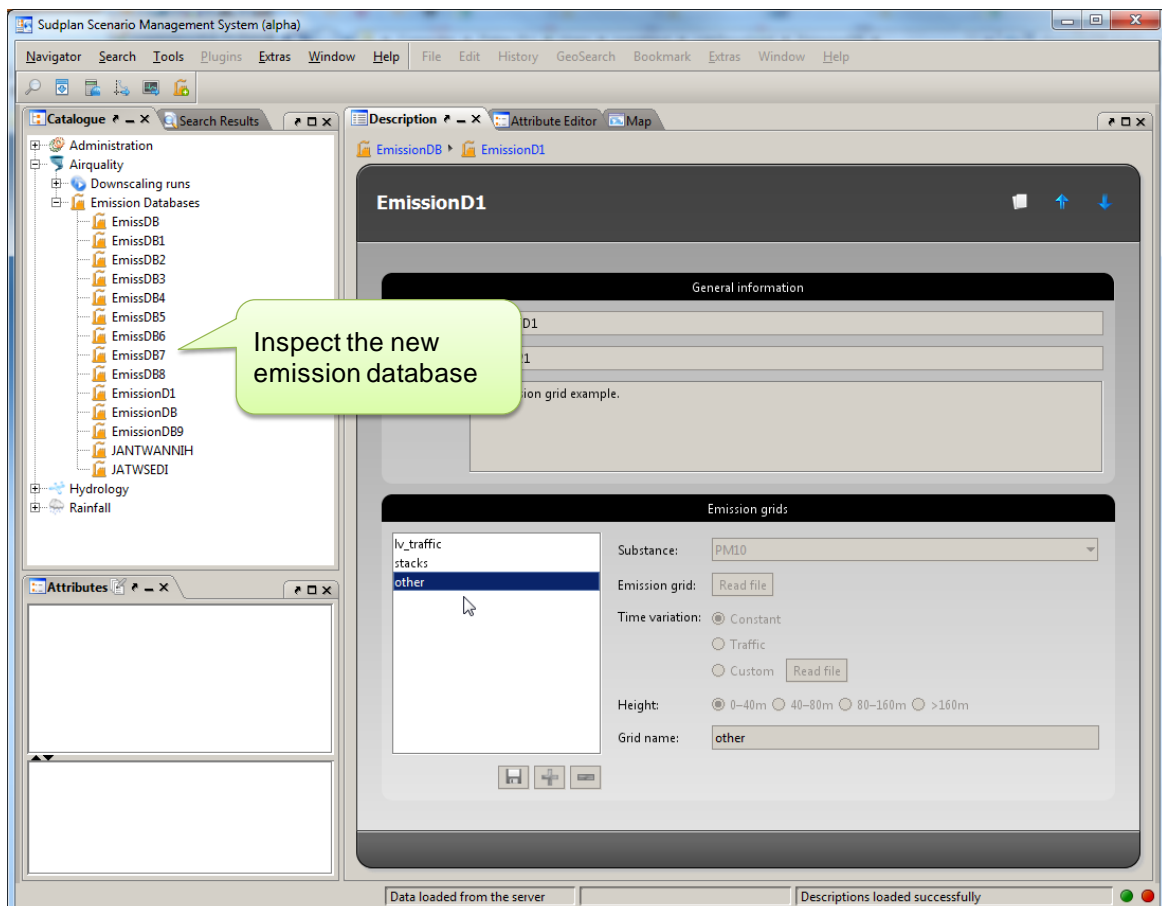 Sudplan Scenario Management System (alpha)
Navigator Search Tools Plugins Extras Window Help File Edit History GeoSearch Bookmark Extras Window Help
Catalogue Search Results
Administration
Airquality
Downscaling runs
Emission Databases
EmissDB
EmissDB1
EmissDB2
EmissDB3
EmissDB4
EmissDB5
EmissDB6
EmissDB7
EmissDB8
EmissionD1
EmissionDB
EmissionDB9
JANTWANNIH
JATWSEDI
Hydrology
Rainfall
Inspect the new
emission database
Attributes
Description Attribute Editor Map
EmissionDB EmissionD1
EmissionD1
General information
D1
ion grid example.
Emission grids
lv_traffic
stacks
other
Substance: PM10
Emission grid: Read file
Time variation: Constant
Traffic
Custom Read file
Height: 0–40m 40–80m 80–160m >160m
Grid name: other
Data loaded from the server Descriptions loaded successfully